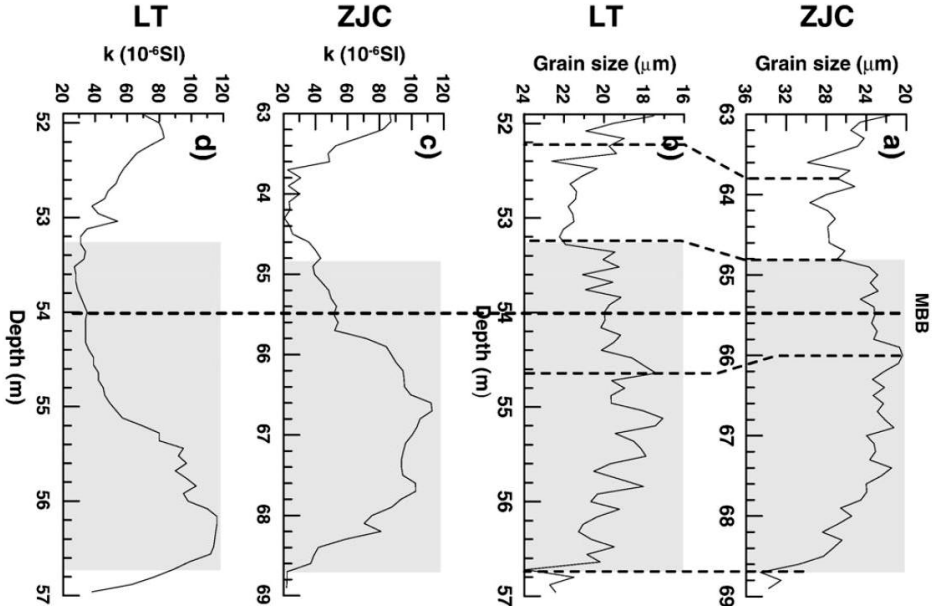 LT
ZJC
LT
ZJC
k (10⁻⁶SI)
k (10⁻⁶SI)
Grain size (μm)
Grain size (μm)
20 40 60 80 100 120
20 40 60 80 100 120
24 22 20 18 16
36 32 28 24 20
d)
c)
b)
a)
52 53 54 55 56 57
63 64 65 66 67 68 69
52 53 54 55 56 57
63 64 65 66 67 68 69
Depth (m)
Depth (m)
MBB